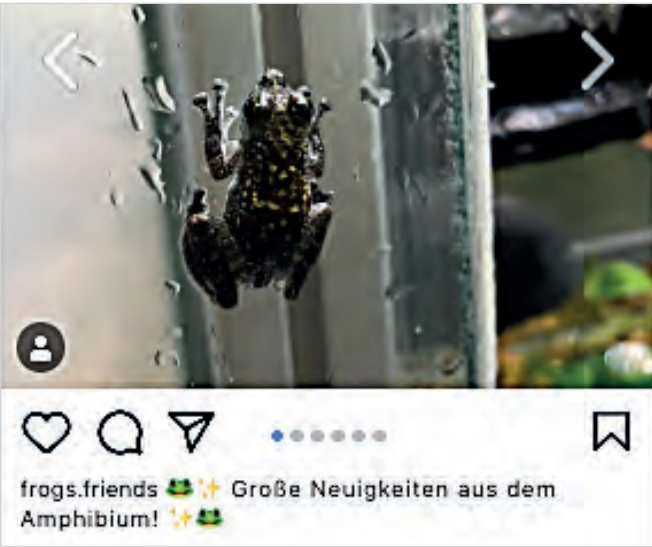 frogs.friends 🐸✨ Große Neuigkeiten aus dem
Amphibium! ✨🐸